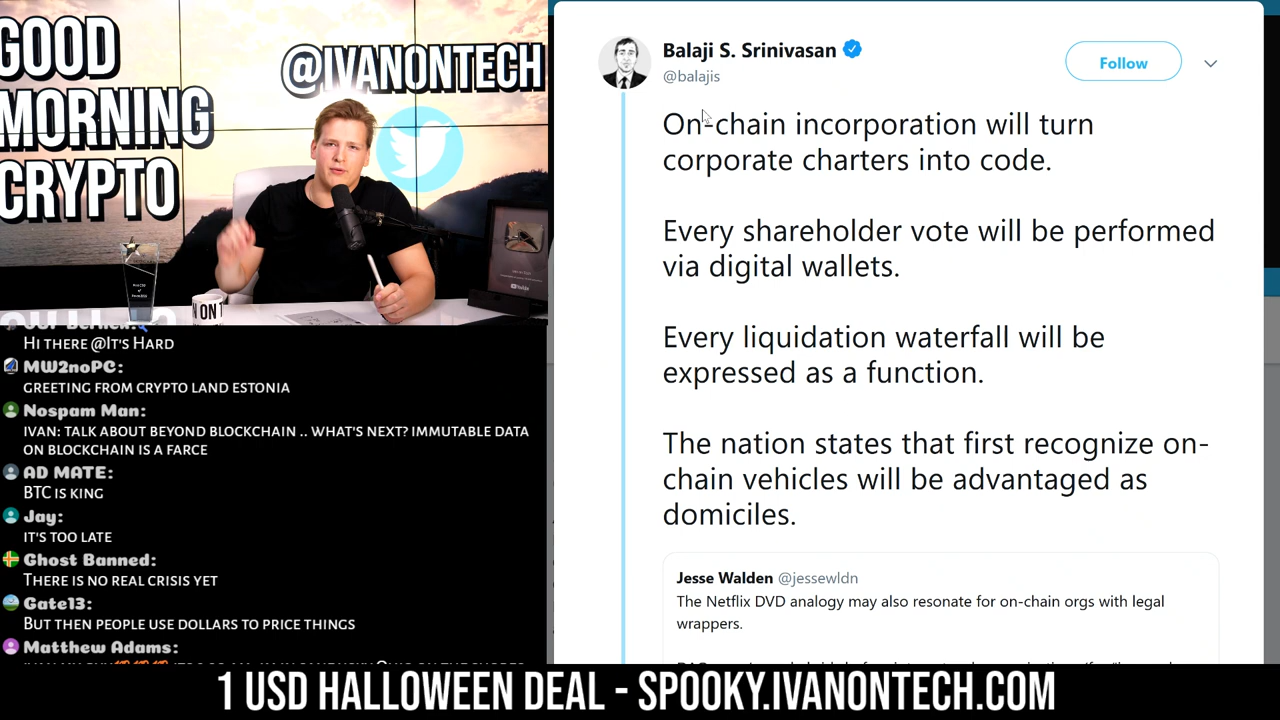 GOOD
MORNING
CRYPTO
@IVANONTECH
N ON T
YouTube
HI THERE @IT'S HARD
MW2noPC:
GREETING FROM CRYPTO LAND ESTONIA
Nospam Man:
IVAN: TALK ABOUT BEYOND BLOCKCHAIN .. WHAT'S NEXT? IMMUTABLE DATA
ON BLOCKCHAIN IS A FARCE
AD MATE:
BTC IS KING
Jay:
IT'S TOO LATE
Ghost Banned:
THERE IS NO REAL CRISIS YET
Gate13:
BUT THEN PEOPLE USE DOLLARS TO PRICE THINGS
Matthew Adams:
Balaji S. Srinivasan
@balajis
Follow
On-chain incorporation will turn
corporate charters into code.
Every shareholder vote will be performed
via digital wallets.
Every liquidation waterfall will be
expressed as a function.
The nation states that first recognize on-
chain vehicles will be advantaged as
domiciles.
Jesse Walden @jessewldn
The Netflix DVD analogy may also resonate for on-chain orgs with legal
wrappers.
1 USD HALLOWEEN DEAL - SPOOKY.IVANONTECH.COM